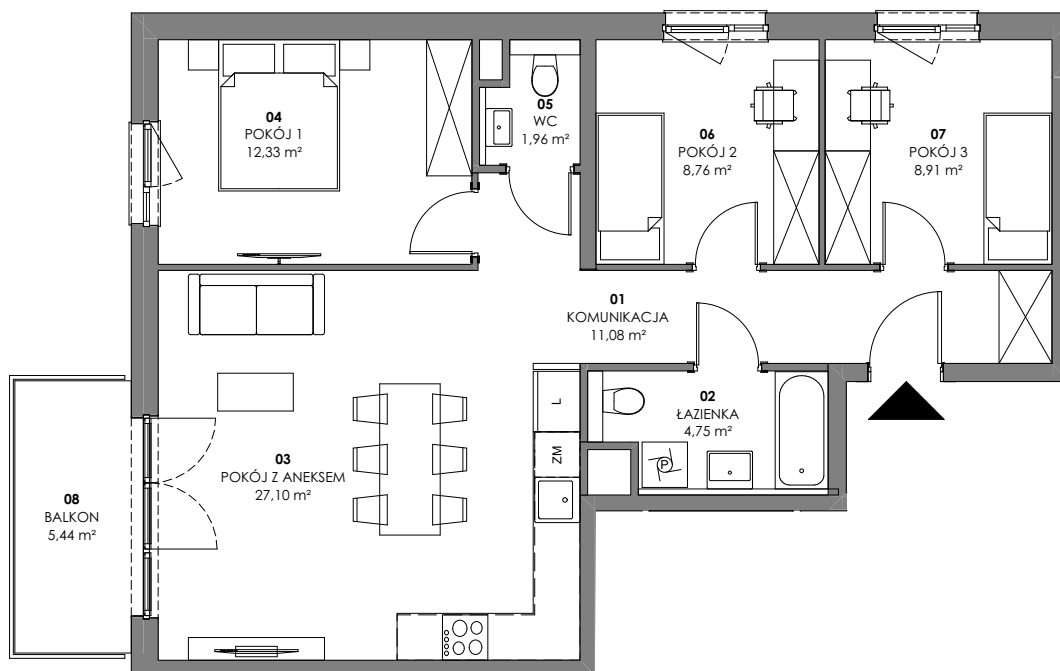 04
POKÓJ 1
12,33 m²
05
WC
1,96 m²
06
POKÓJ 2
8,76 m²
07
POKÓJ 3
8,91 m²
01
KOMUNIKACJA
11,08 m²
02
ŁAZIENKA
4,75 m²
L
ZM
P
03
POKÓJ Z ANEKSEM
27,10 m²
08
BALKON
5,44 m²